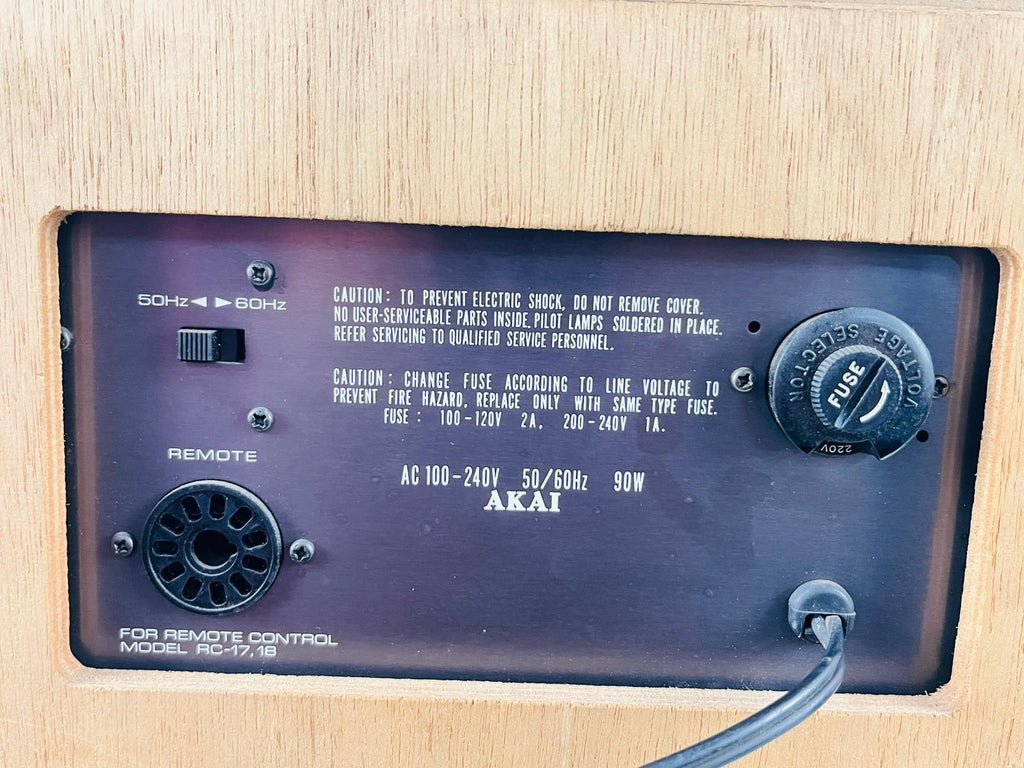 50Hz ◄ ► 60Hz
CAUTION : TO PREVENT ELECTRIC SHOCK, DO NOT REMOVE COVER.
NO USER-SERVICEABLE PARTS INSIDE. PILOT LAMPS SOLDERED IN PLACE.
REFER SERVICING TO QUALIFIED SERVICE PERSONNEL.
CAUTION : CHANGE FUSE ACCORDING TO LINE VOLTAGE TO
PREVENT FIRE HAZARD, REPLACE ONLY WITH SAME TYPE FUSE.
FUSE : 100-120V 2A, 200-240V 1A.
VOLTAGE SELECTOR
FUSE
220V
REMOTE
AC 100-240V 50/60Hz 90W
AKAI
FOR REMOTE CONTROL
MODEL RC-17,18